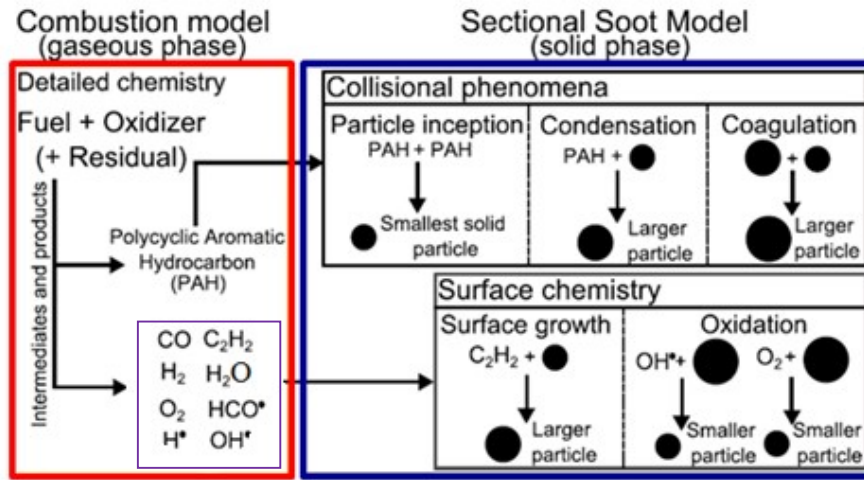 Combustion model
(gaseous phase)
Sectional Soot Model
(solid phase)
Detailed chemistry
Fuel + Oxidizer
(+ Residual)
Intermediates and products
Polycyclic Aromatic
Hydrocarbon
(PAH)
CO C₂H₂
H₂ H₂O
O₂ HCO•
H• OH•
Collisional phenomena
Particle inception
PAH + PAH
Smallest solid
particle
Condensation
PAH +
Larger
particle
Coagulation
+
Larger
particle
Surface chemistry
Surface growth
C₂H₂ +
Larger
particle
Oxidation
OH•+
O₂ +
Smaller
particle
Smaller
particle